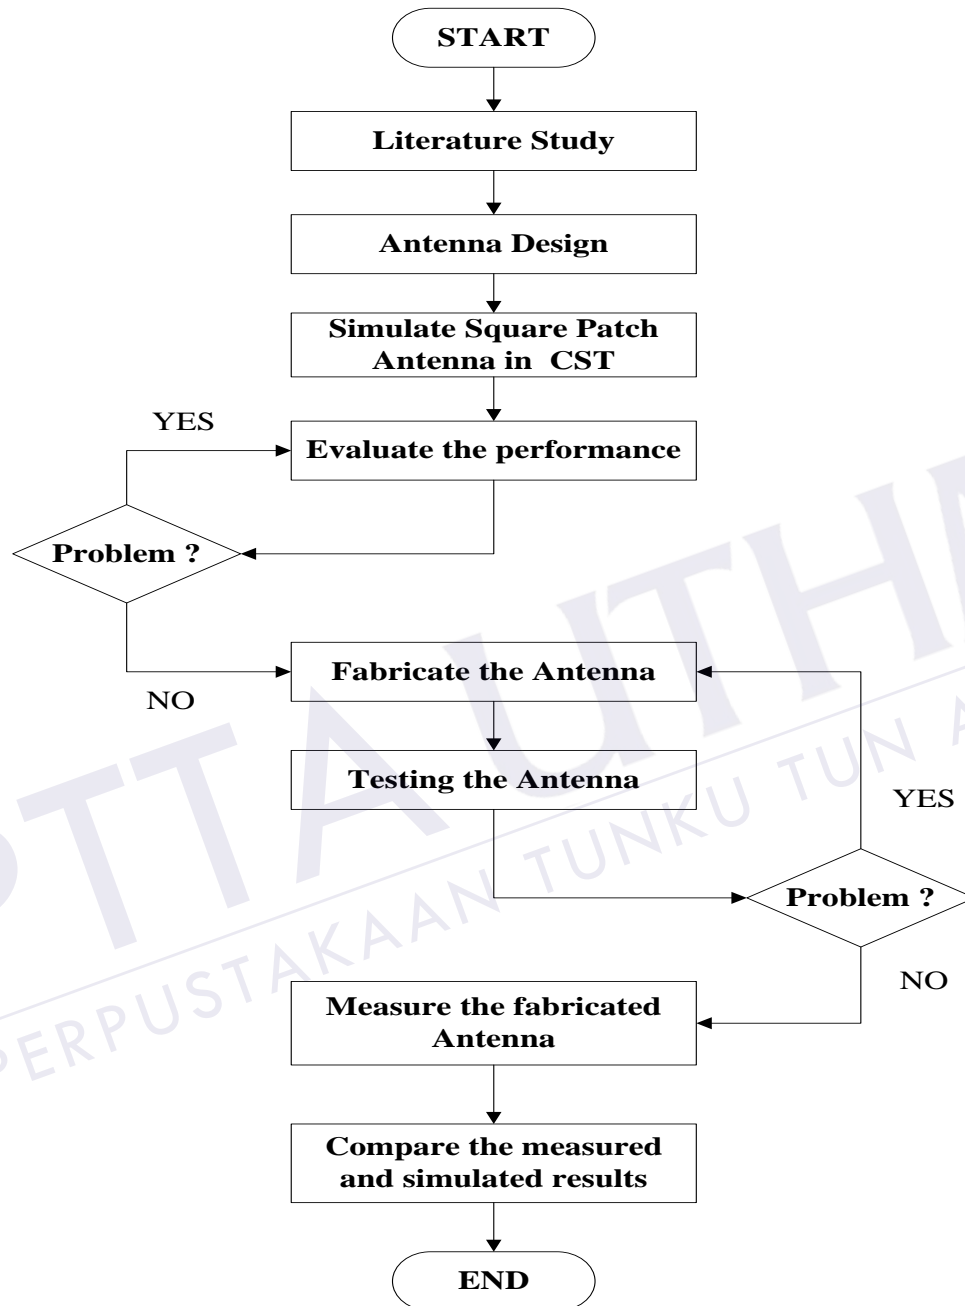 START
Literature Study
Antenna Design
Simulate Square Patch
Antenna in CST
YES
Evaluate the performance
Problem ?
Fabricate the Antenna
NO
Testing the Antenna
YES
Problem ?
NO
Measure the fabricated
Antenna
Compare the measured
and simulated results
END
PTTA UTHM
PERPUSTAKAAN TUNKU TUN A